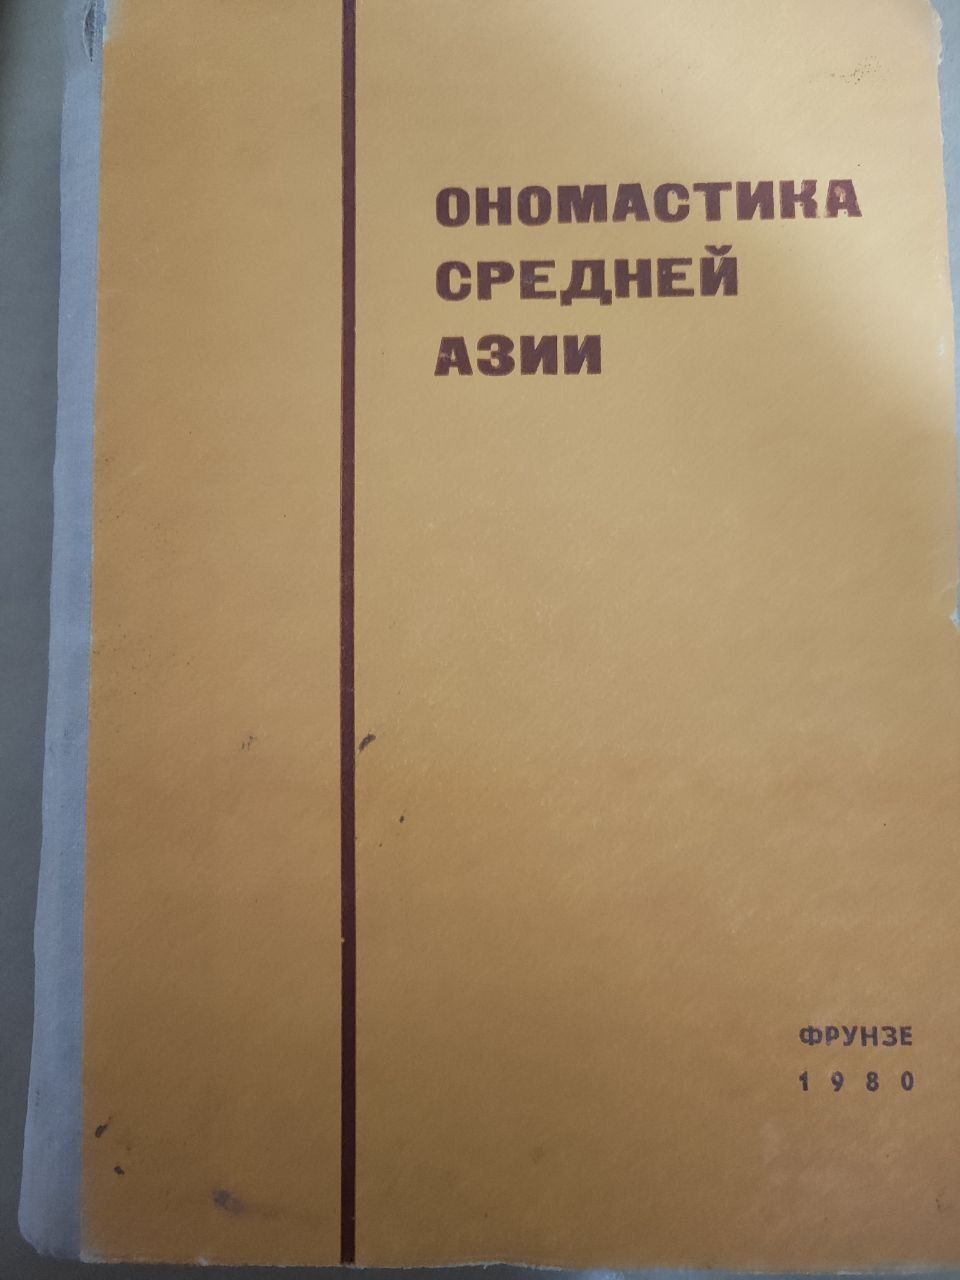 ОНОМАСТИКА
СРЕДНЕЙ
АЗИИ
ФРУНЗЕ
1980